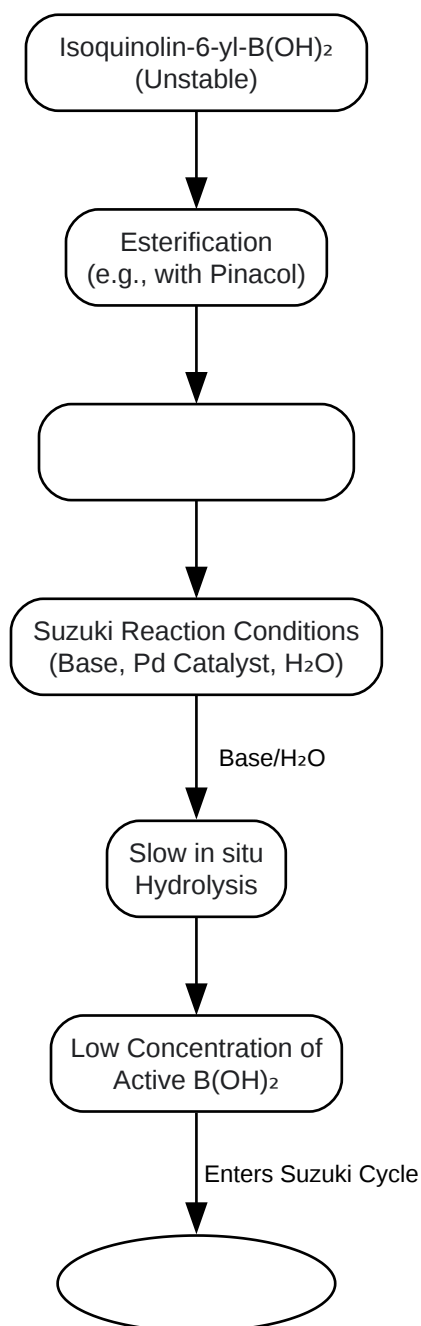 Isoquinolin-6-yl-B(OH)₂
(Unstable)
Esterification
(e.g., with Pinacol)
Suzuki Reaction Conditions
(Base, Pd Catalyst, H₂O)
Base/H₂O
Slow in situ
Hydrolysis
Low Concentration of
Active B(OH)₂
Enters Suzuki Cycle